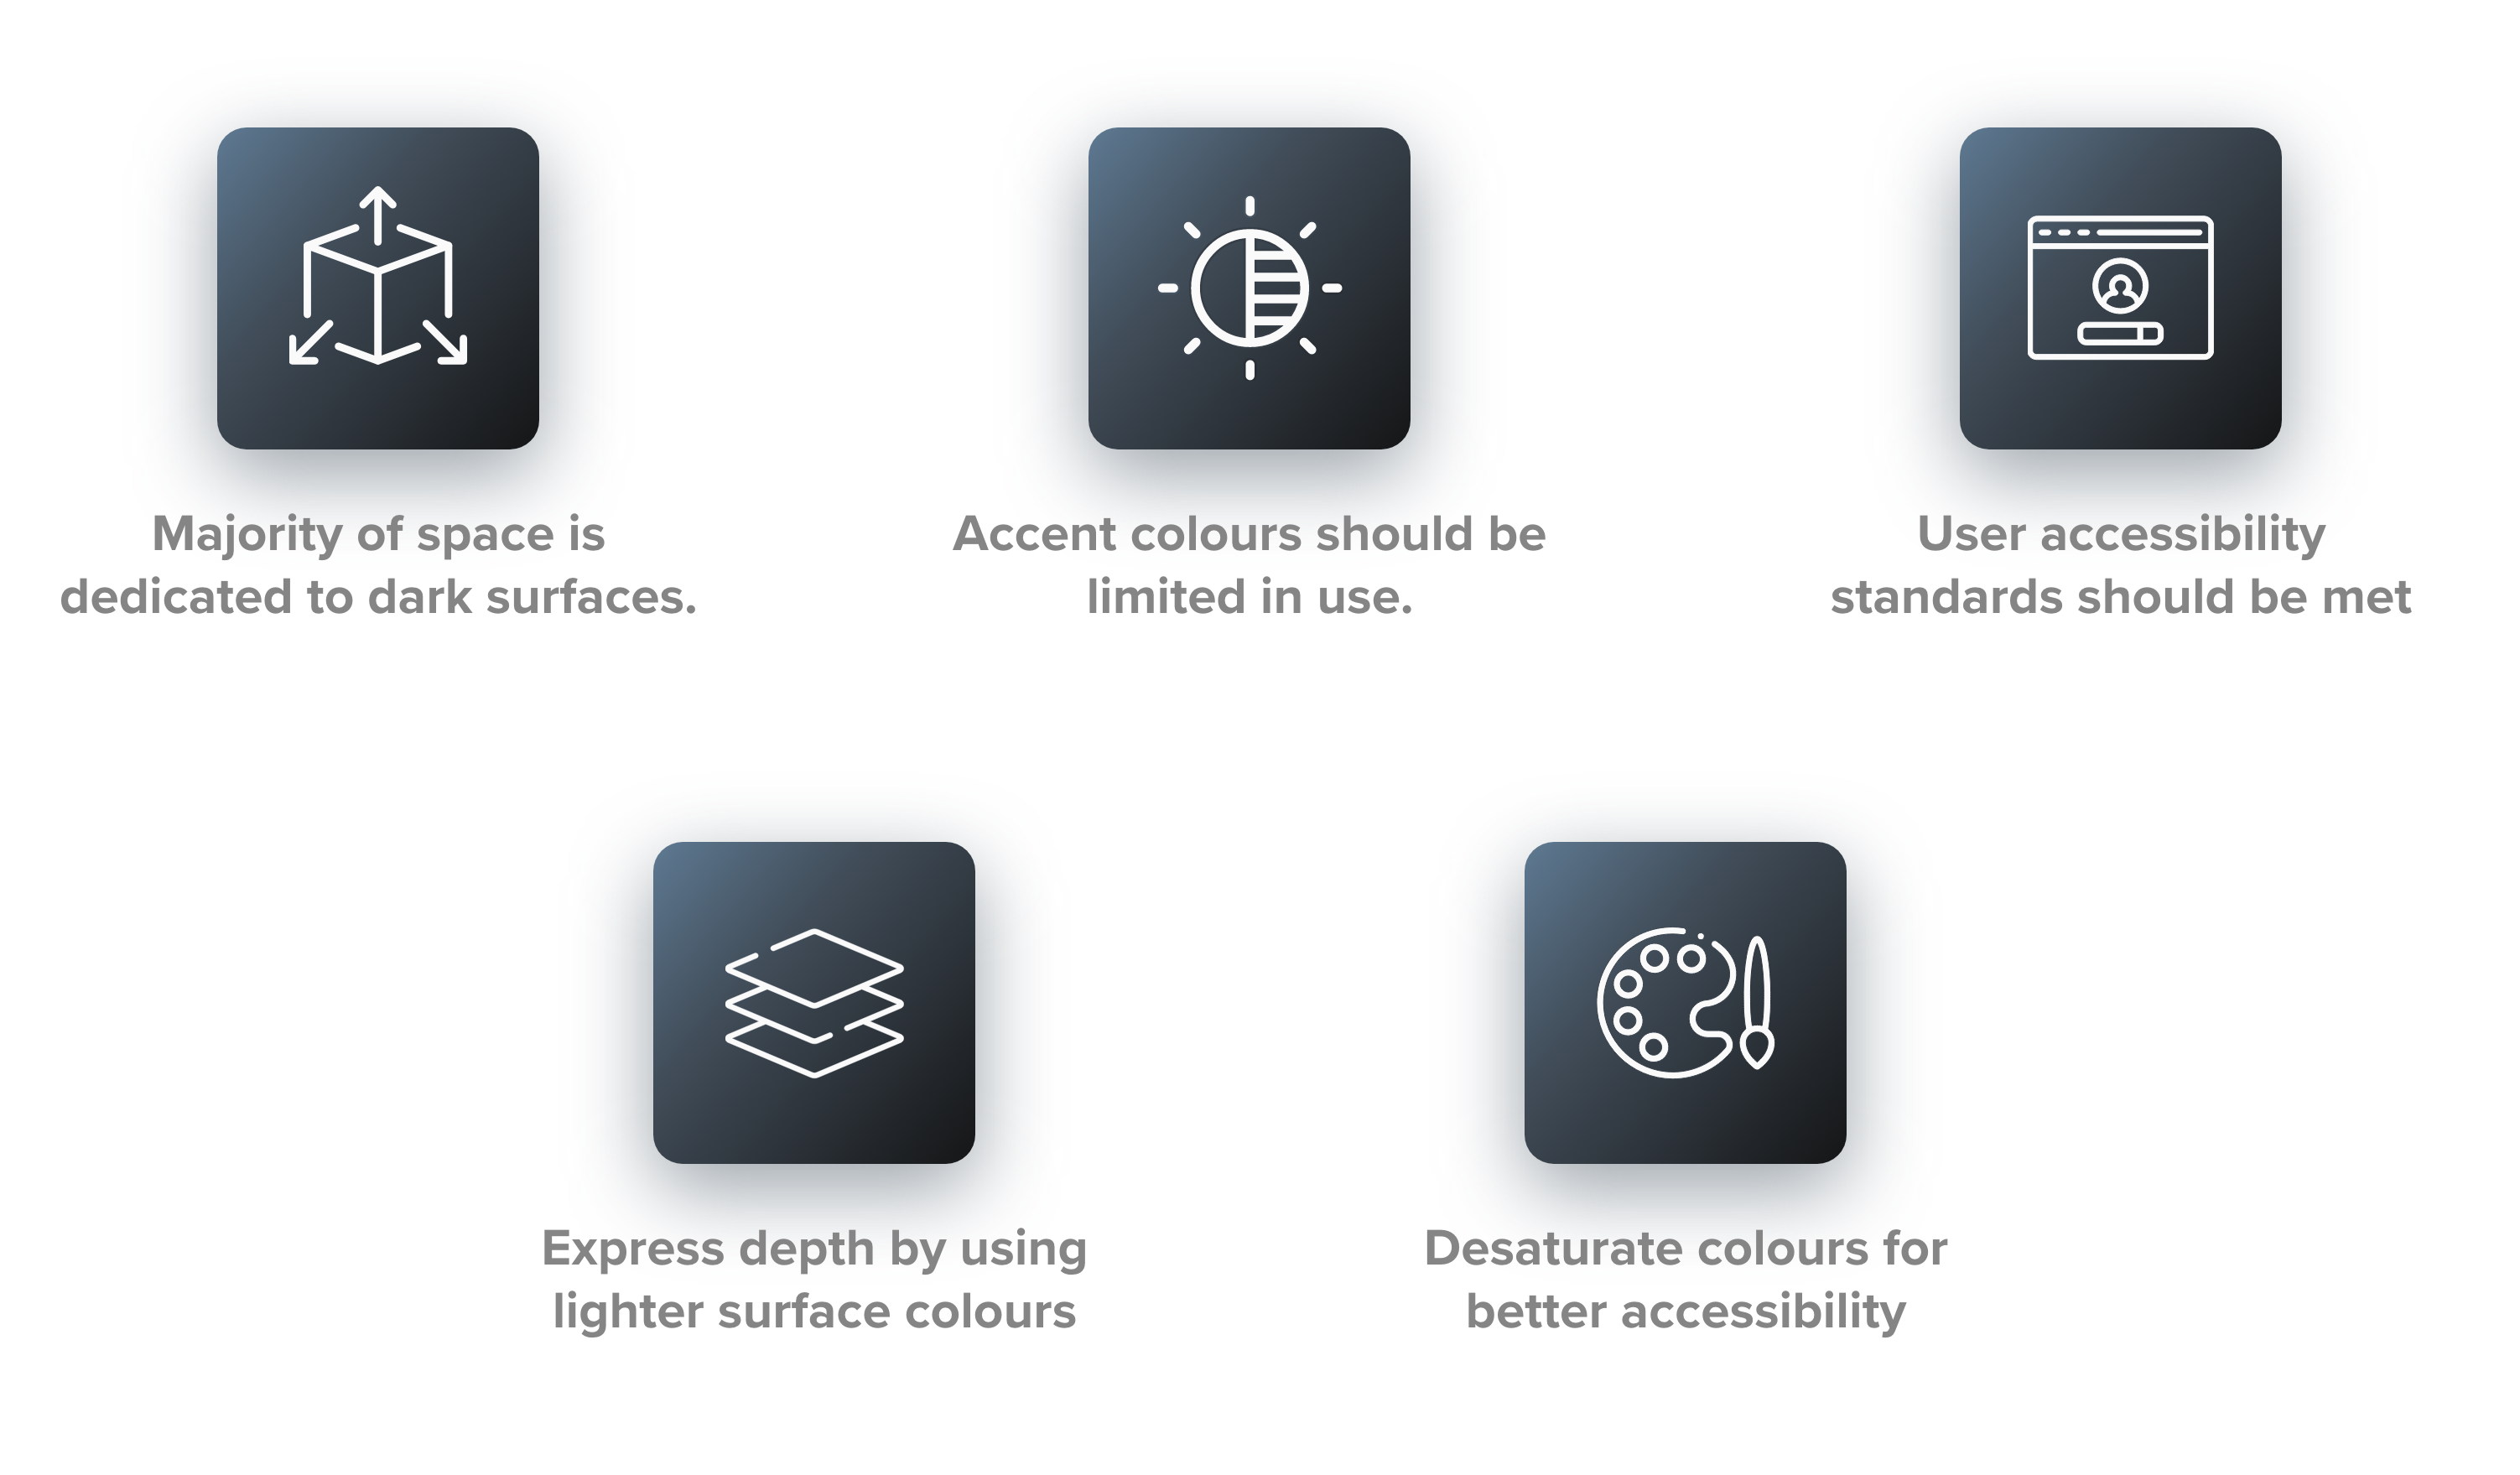 Majority of space is
dedicated to dark surfaces.
Accent colours should be
limited in use.
User accessibility
standards should be met
Express depth by using
lighter surface colours
Desaturate colours for
better accessibility